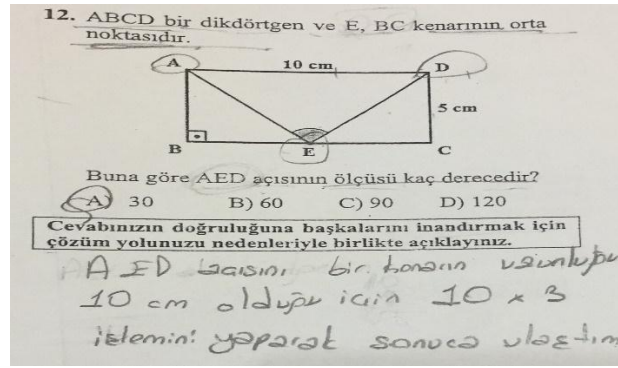 12. ABCD bir dikdörtgen ve E, BC kenarının orta
noktasıdır.
A 10 cm D
5 cm
B E C
Buna göre AED açısının ölçüsü kaç derecedir?
A) 30 B) 60 C) 90 D) 120
Cevabınızın doğruluğuna başkalarını inandırmak için
çözüm yolunuzu nedenleriyle birlikte açıklayınız.
AED açısını bir kenarın uzunluğu
10 cm olduğu için 10 x 3
işlemini yaparak sonuca ulaştım